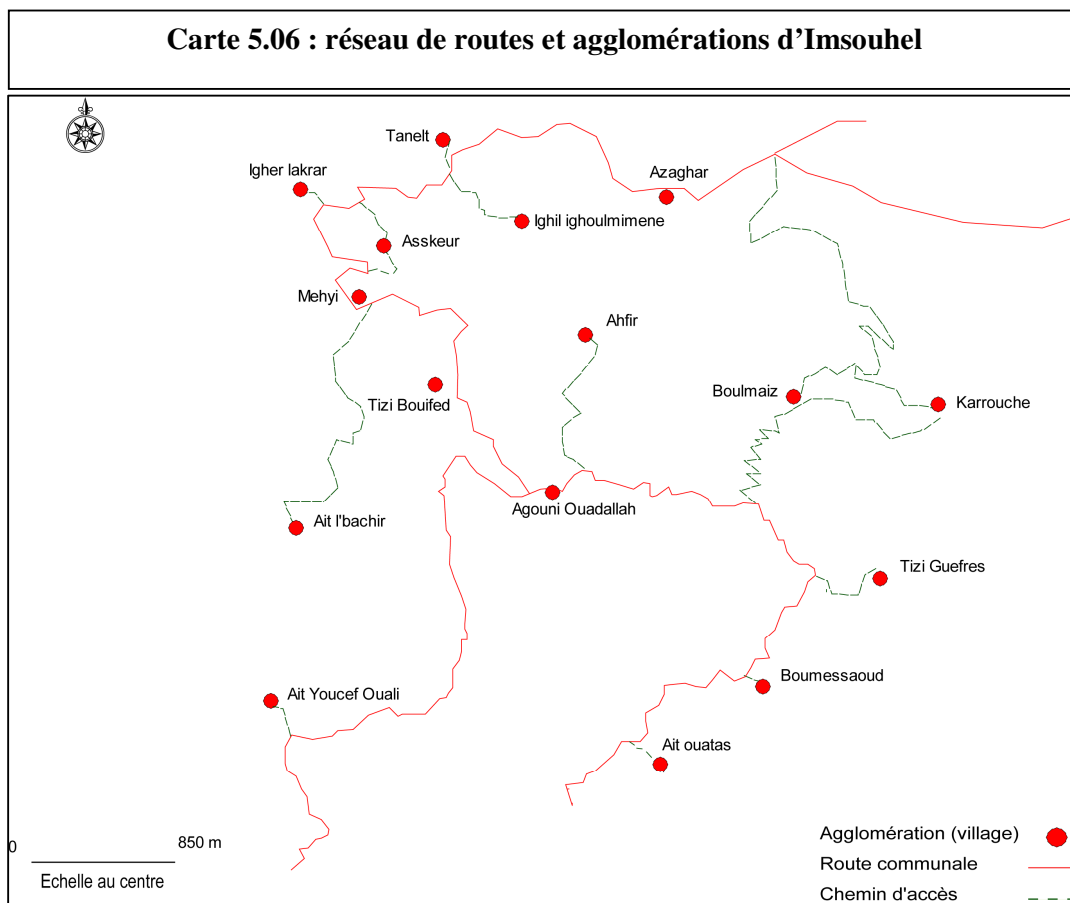 Carte 5.06 : réseau de routes et agglomérations d'Imsouhel
Tanelt
Igher lakrar
Azaghar
Ighil ighoulmimene
Asskeur
Mehyi
Ahfir
Tizi Bouifed
Boulmaiz
Karrouche
Agouni Ouadallah
Ait l'bachir
Tizi Guefres
Boumessaoud
Ait Youcef Ouali
Ait ouatas
0 850 m
Echelle au centre
Agglomération (village)
Route communale
Chemin d'accès